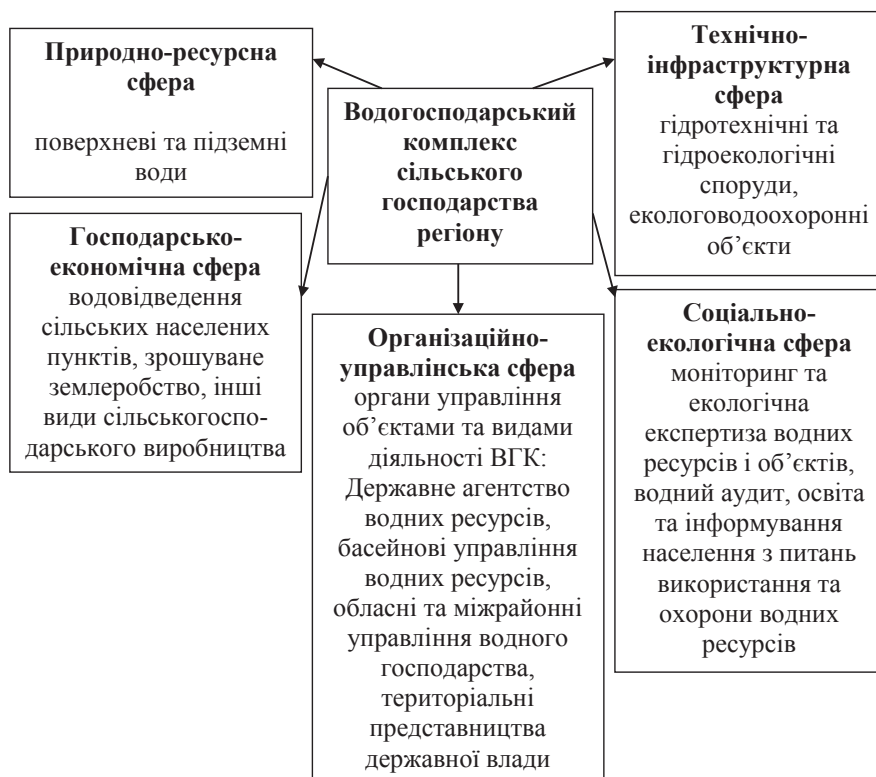 Природно-ресурсна
сфера
поверхневі та підземні
води
Водогосподарський
комплекс
сільського
господарства
регіону
Технічно-
інфраструктурна
сфера
гідротехнічні та
гідроекологічні
споруди,
екологоводоохоронні
об’єкти
Господарсько-
економічна сфера
водовідведення
сільських населених
пунктів, зрошуване
землеробство, інші
види сільськогоспо-
дарського виробництва
Організаційно-
управлінська сфера
органи управління
об’єктами та видами
діяльності ВГК:
Державне агентство
водних ресурсів,
басейнові управління
водних ресурсів,
обласні та міжрайонні
управління водного
господарства,
територіальні
представництва
державної влади
Соціально-
екологічна сфера
моніторинг та
екологічна
експертиза водних
ресурсів і об’єктів,
водний аудит, освіта
та інформування
населення з питань
використання та
охорони водних
ресурсів